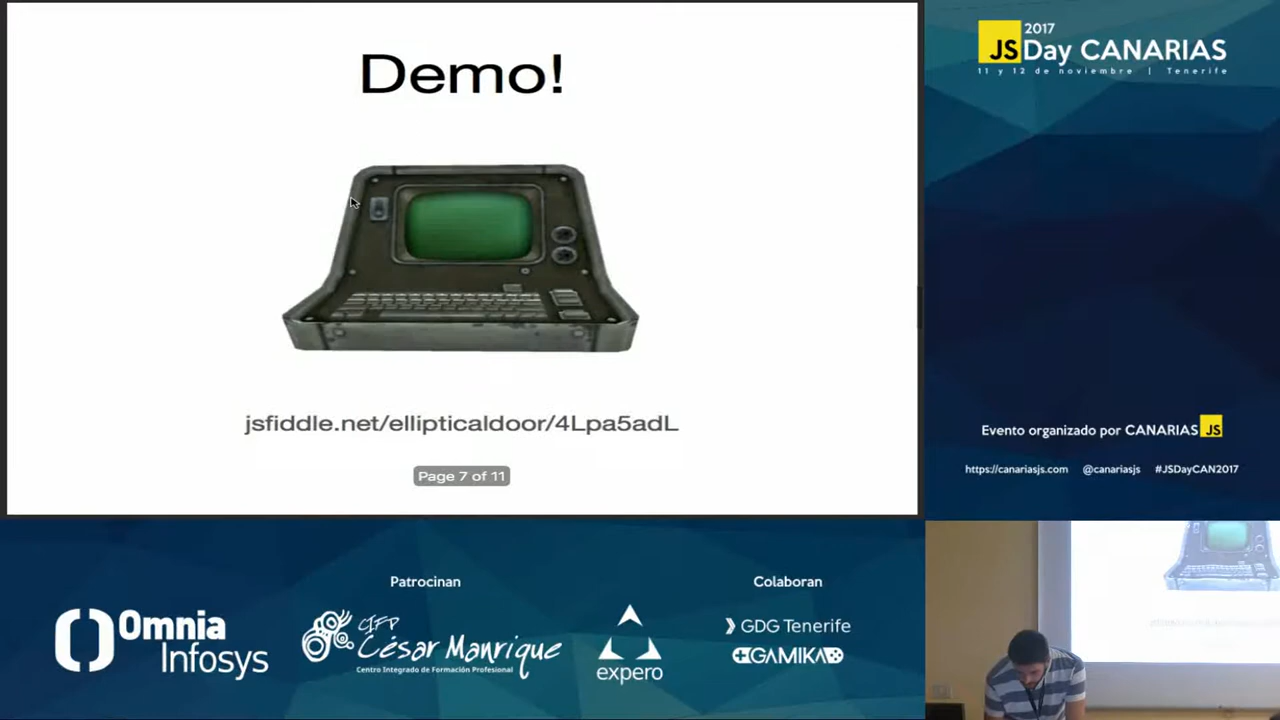 Demo!
jsfiddle.net/ellipticaldoor/4Lpa5adL
Page 7 of 11
2017
JS Day CANARIAS
11 y 12 de noviembre | Tenerife
Evento organizado por CANARIAS JS
https://canariasjs.com @canariasjs #JSDayCAN2017
Patrocinan
Colaboran
Omnia
Infosys
CIFP
César Manrique
Centro Integrado de Formación Profesional
expero
GDG Tenerife
GAMIKA